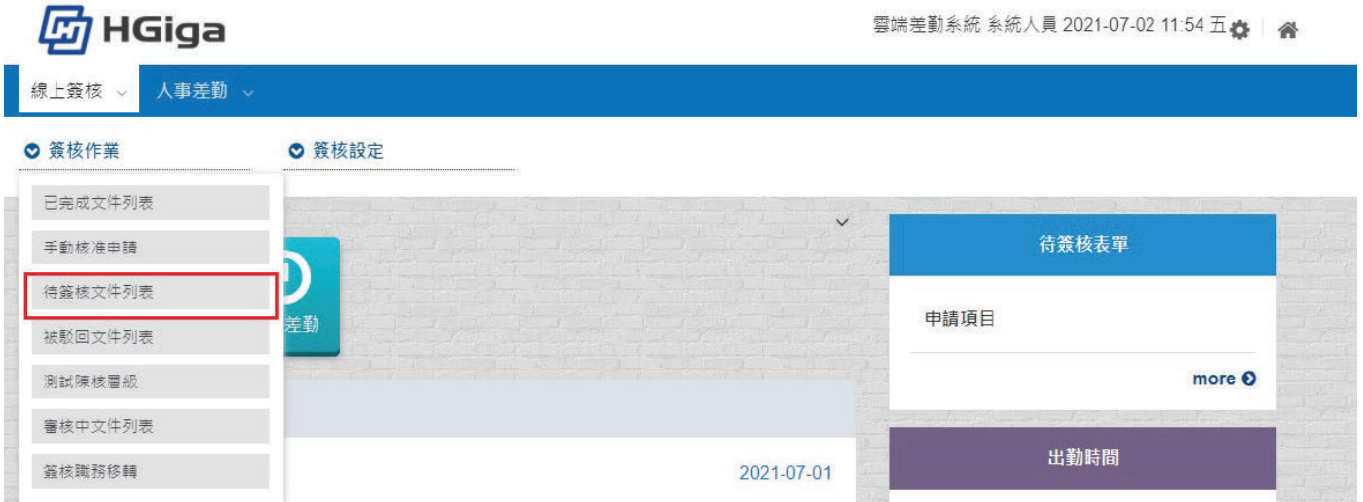 HGiga
雲端差勤系統 系統人員 2021-07-02 11:54 五
線上簽核
人事差勤
簽核作業
簽核設定
已完成文件列表
手動核准申請
待簽核文件列表
被駁回文件列表
測試陳核層級
審核中文件列表
簽核職務移轉
差勤
2021-07-01
待簽核表單
申請項目
more
出勤時間